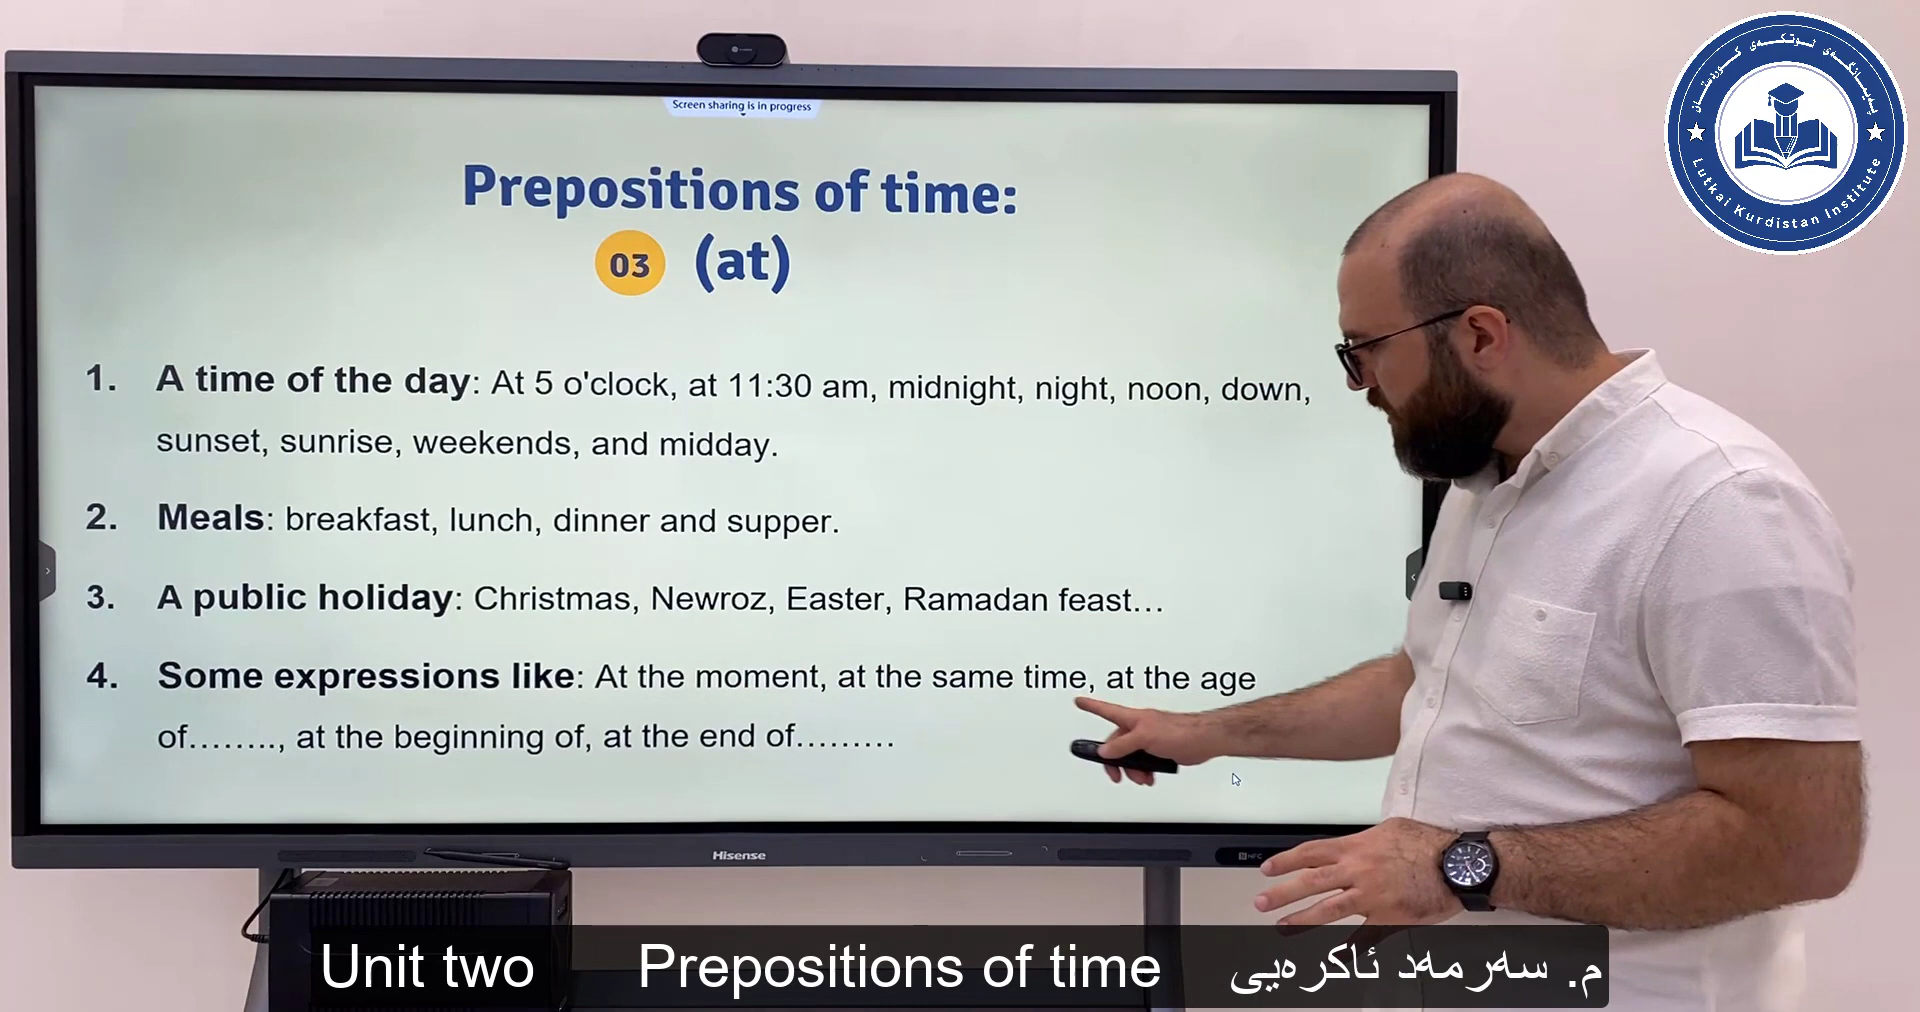 Screen sharing is in progress
Prepositions of time:
03 (at)
1. A time of the day: At 5 o'clock, at 11:30 am, midnight, night, noon, down,
sunset, sunrise, weekends, and midday.
2. Meals: breakfast, lunch, dinner and supper.
3. A public holiday: Christmas, Newroz, Easter, Ramadan feast…
4. Some expressions like: At the moment, at the same time, at the age
of…….., at the beginning of, at the end of………
Hisense
NFC
پەیمانگەی لوتکەی کوردستان
Lutkai Kurdistan Institute
Unit two Prepositions of time م. سەرمەد ئاکرەیی